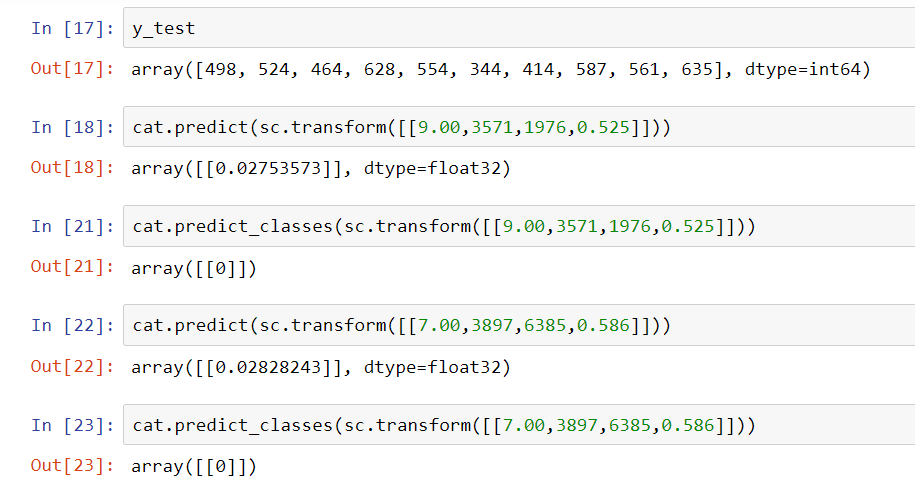 In [17]: y_test
Out[17]: array([498, 524, 464, 628, 554, 344, 414, 587, 561, 635], dtype=int64)
In [18]: cat.predict(sc.transform([[9.00,3571,1976,0.525]]))
Out[18]: array([[0.02753573]], dtype=float32)
In [21]: cat.predict_classes(sc.transform([[9.00,3571,1976,0.525]]))
Out[21]: array([[0]])
In [22]: cat.predict(sc.transform([[7.00,3897,6385,0.586]]))
Out[22]: array([[0.02828243]], dtype=float32)
In [23]: cat.predict_classes(sc.transform([[7.00,3897,6385,0.586]]))
Out[23]: array([[0]])